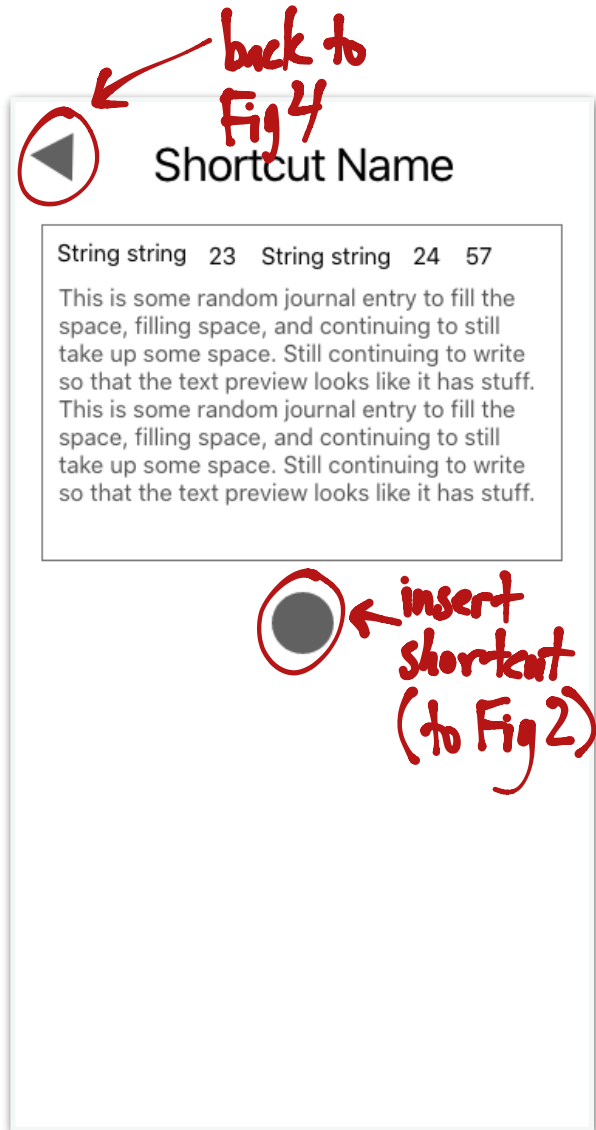 back to
Fig 4
Shortcut Name
String string 23 String string 24 57
This is some random journal entry to fill the
space, filling space, and continuing to still
take up some space. Still continuing to write
so that the text preview looks like it has stuff.
This is some random journal entry to fill the
space, filling space, and continuing to still
take up some space. Still continuing to write
so that the text preview looks like it has stuff.
insert
shortcut
(to Fig 2)